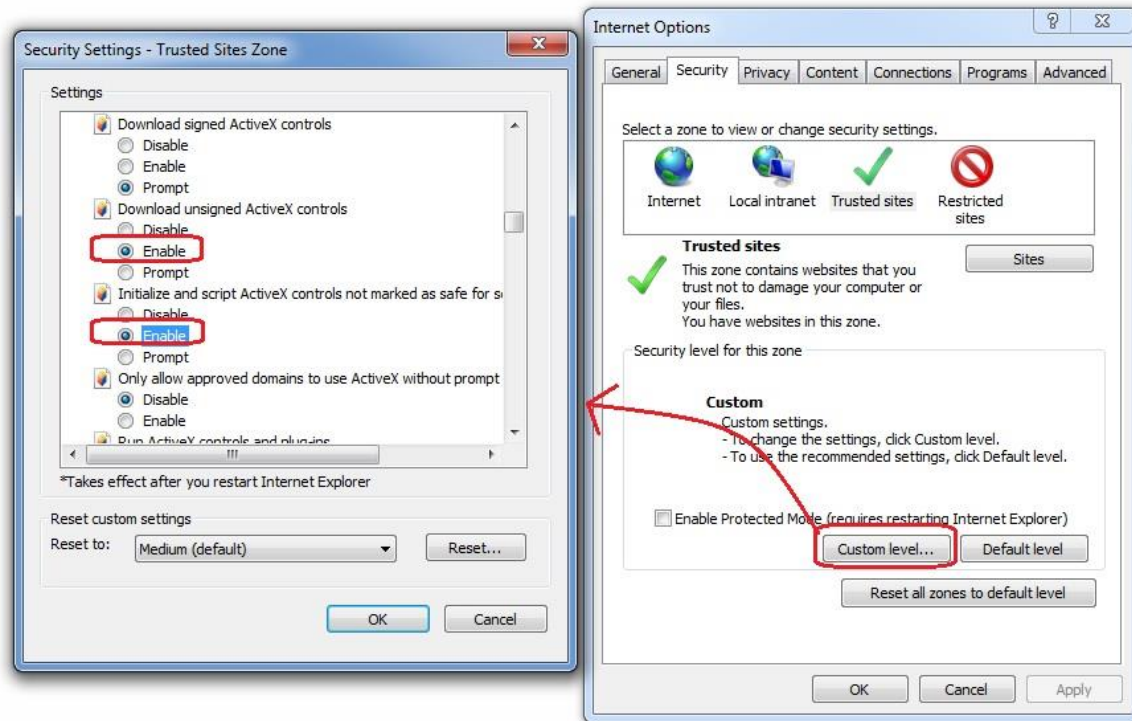 Security Settings - Trusted Sites Zone
Settings
Download signed ActiveX controls
Disable
Enable
Prompt
Download unsigned ActiveX controls
Disable
Enable
Prompt
Initialize and script ActiveX controls not marked as safe for
Disable
Enable
Prompt
Only allow approved domains to use ActiveX without prompt
Disable
Enable
Run ActiveX controls and plug-ins
*Takes effect after you restart Internet Explorer
Reset custom settings
Reset to:
Medium (default)
Reset...
OK
Cancel
Internet Options
General
Security
Privacy
Content
Connections
Programs
Advanced
Select a zone to view or change security settings.
Internet
Local intranet
Trusted sites
Restricted
sites
Trusted sites
Sites
This zone contains websites that you
trust not to damage your computer or
your files.
You have websites in this zone.
Security level for this zone
Custom
Custom settings.
- To change the settings, click Custom level.
- To use the recommended settings, click Default level.
Enable Protected Mode (requires restarting Internet Explorer)
Custom level...
Default level
Reset all zones to default level
OK
Cancel
Apply